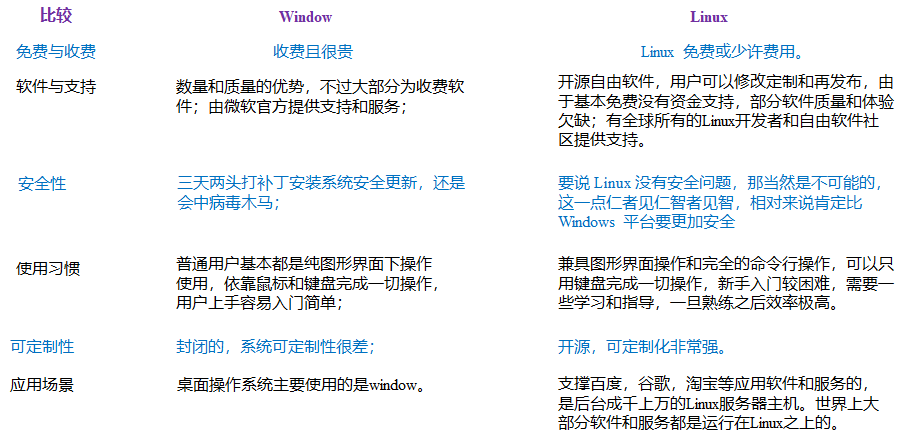 比较 Window Linux
免费与收费 收费且很贵 Linux 免费或少许费用。
软件与支持 数量和质量的优势，不过大部分为收费软
件；由微软官方提供支持和服务；
开源自由软件，用户可以修改定制和再发布，由
于基本免费没有资金支持，部分软件质量和体验
欠缺；有全球所有的Linux开发者和自由软件社
区提供支持。
安全性 三天两头打补丁安装系统安全更新，还是
会中病毒木马；
要说 Linux 没有安全问题，那当然是不可能的，
这一点仁者见仁智者见智，相对来说肯定比
Windows 平台要更加安全
使用习惯 普通用户基本都是纯图形界面下操作
使用，依靠鼠标和键盘完成一切操作，
用户上手容易入门简单；
兼具图形界面操作和完全的命令行操作，可以只
用键盘完成一切操作，新手入门较困难，需要一
些学习和指导，一旦熟练之后效率极高。
可定制性 封闭的，系统可定制性很差； 开源，可定制化非常强。
应用场景 桌面操作系统主要使用的是window。
支撑百度，谷歌，淘宝等应用软件和服务的，
是后台成千上万的Linux服务器主机。世界上大
部分软件和服务都是运行在Linux之上的。